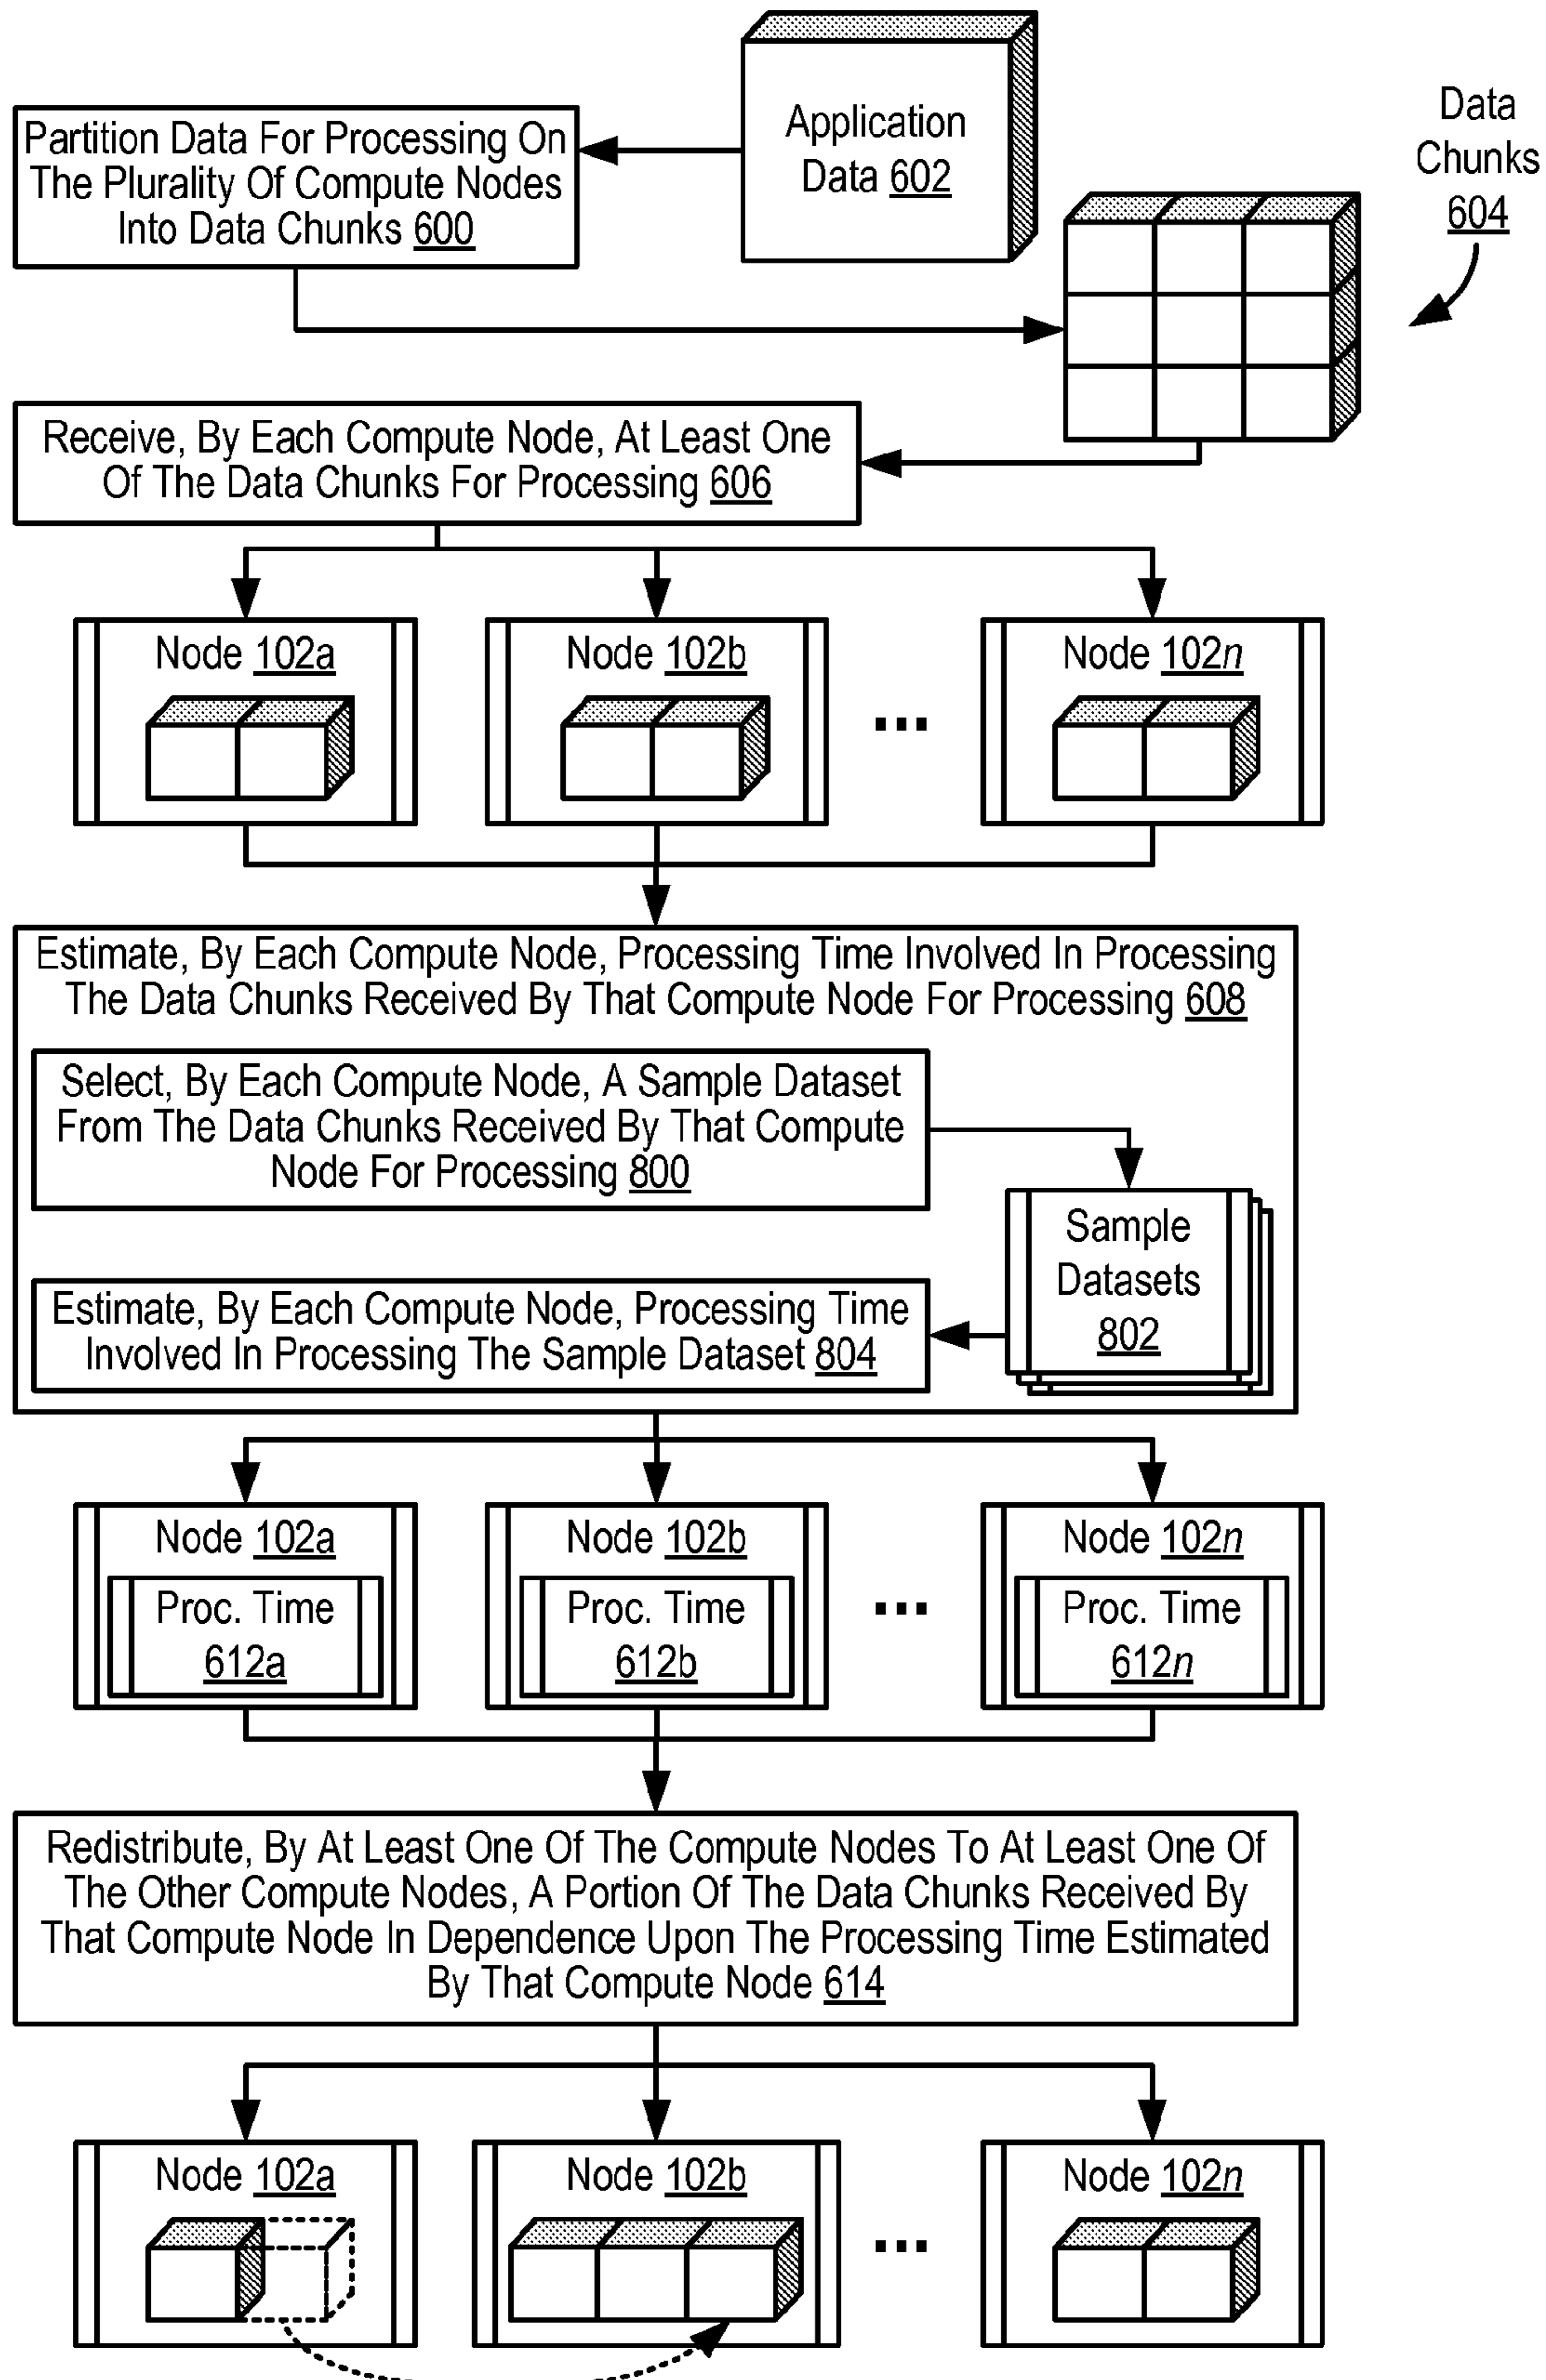 Application
Data 602
Partition Data For Processing On
The Plurality Of Compute Nodes
Into Data Chunks 600
Data
Chunks
604
Receive, By Each Compute Node, At Least One
Of The Data Chunks For Processing 606
Node 102a
Node 102b
...
Node 102n
Estimate, By Each Compute Node, Processing Time Involved In Processing
The Data Chunks Received By That Compute Node For Processing 608
Select, By Each Compute Node, A Sample Dataset
From The Data Chunks Received By That Compute
Node For Processing 800
Sample
Datasets
802
Estimate, By Each Compute Node, Processing Time
Involved In Processing The Sample Dataset 804
Node 102a
Proc. Time
612a
Node 102b
Proc. Time
612b
...
Node 102n
Proc. Time
612n
Redistribute, By At Least One Of The Compute Nodes To At Least One Of
The Other Compute Nodes, A Portion Of The Data Chunks Received By
That Compute Node In Dependence Upon The Processing Time Estimated
By That Compute Node 614
Node 102a
Node 102b
...
Node 102n